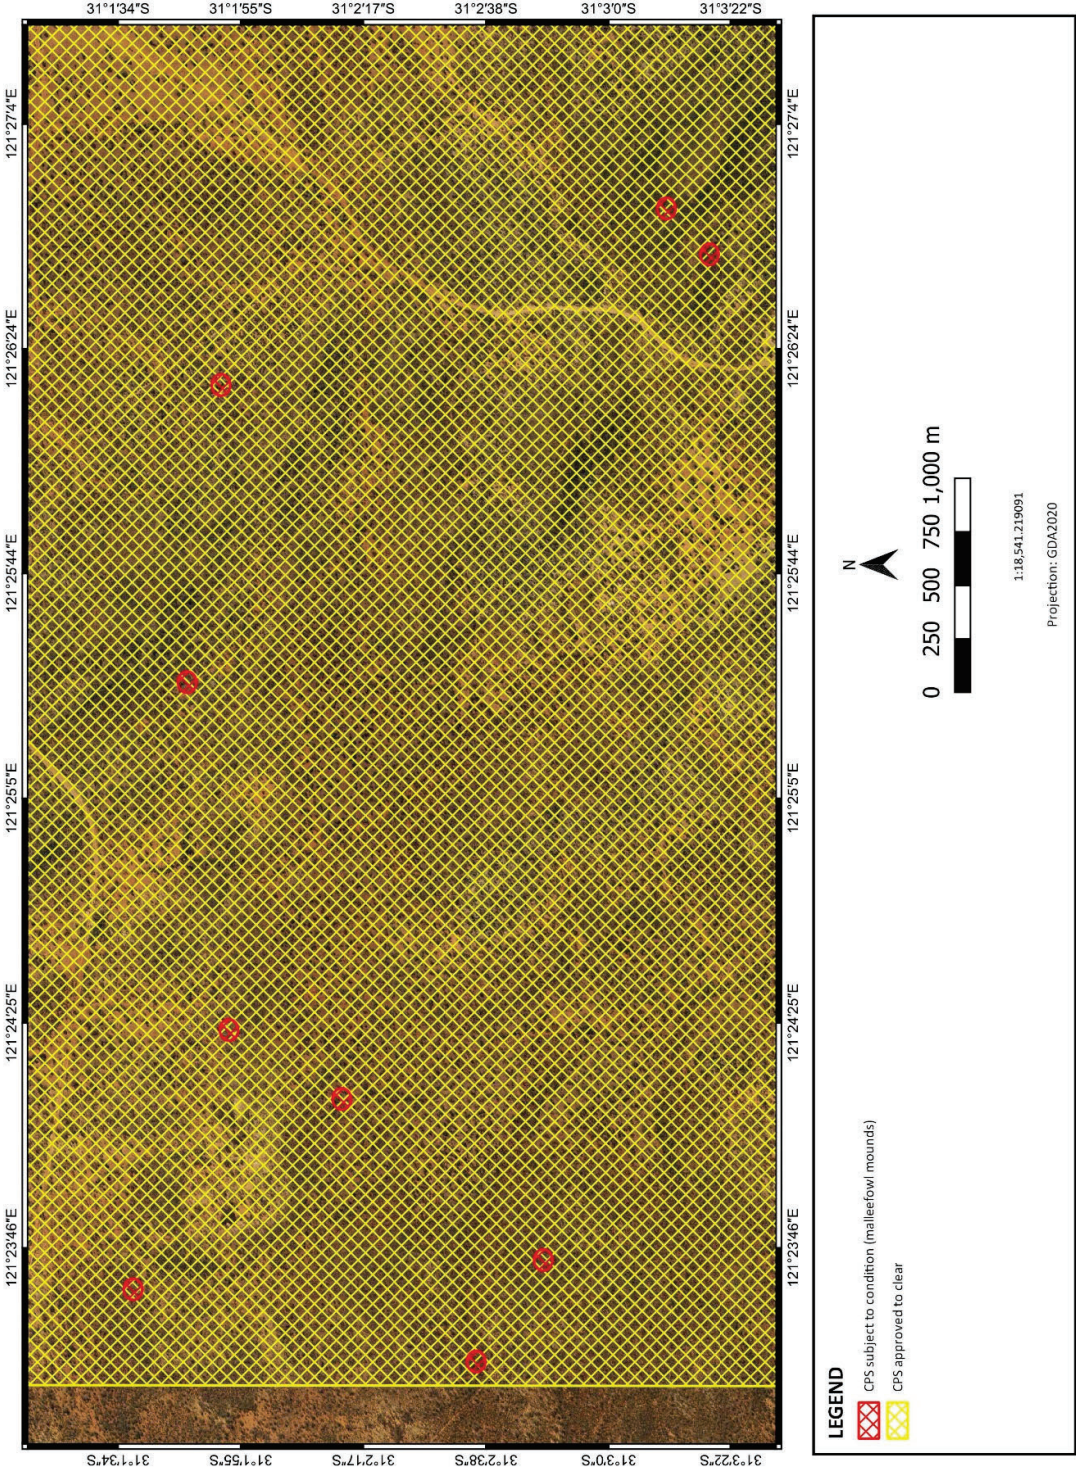 121°23'46"E
121°24'25"E
121°25'5"E
121°25'44"E
121°26'24"E
121°27'4"E
31°1'34"S
31°1'55"S
31°2'17"S
31°2'38"S
31°3'0"S
31°3'22"S
31°1'34"S
31°1'55"S
31°2'17"S
31°2'38"S
31°3'0"S
31°3'22"S
121°23'46"E
121°24'25"E
121°25'5"E
121°25'44"E
121°26'24"E
121°27'4"E
LEGEND
CPS subject to condition (malleefowl mounds)
CPS approved to clear
N
0 250 500 750 1,000 m
1:18,541.219091
Projection: GDA2020